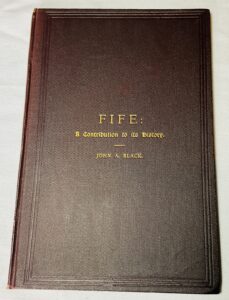 FIFE:
A Contribution to its History.
JOHN A. BLACK.